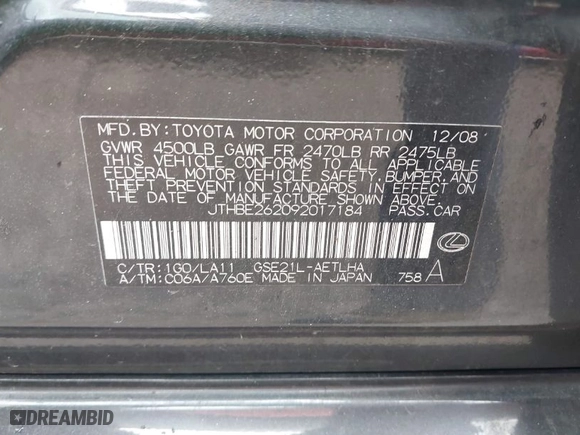 MFD. BY: TOYOTA MOTOR CORPORATION 12/08
GVWR 4500LB GAWR FR 2470LB RR 2475LB
THIS VEHICLE CONFORMS TO ALL APPLICABLE
FEDERAL MOTOR VEHICLE SAFETY, BUMPER, AND
THEFT PREVENTION STANDARDS IN EFFECT ON
THE DATE OF MANUFACTURE SHOWN ABOVE.
JTHBE262092017184 PASS. CAR
C/TR: 1G0/LA11 GSE21L-AETLHA
A/TM: C06A/A760E MADE IN JAPAN 758 A
DREAMBID